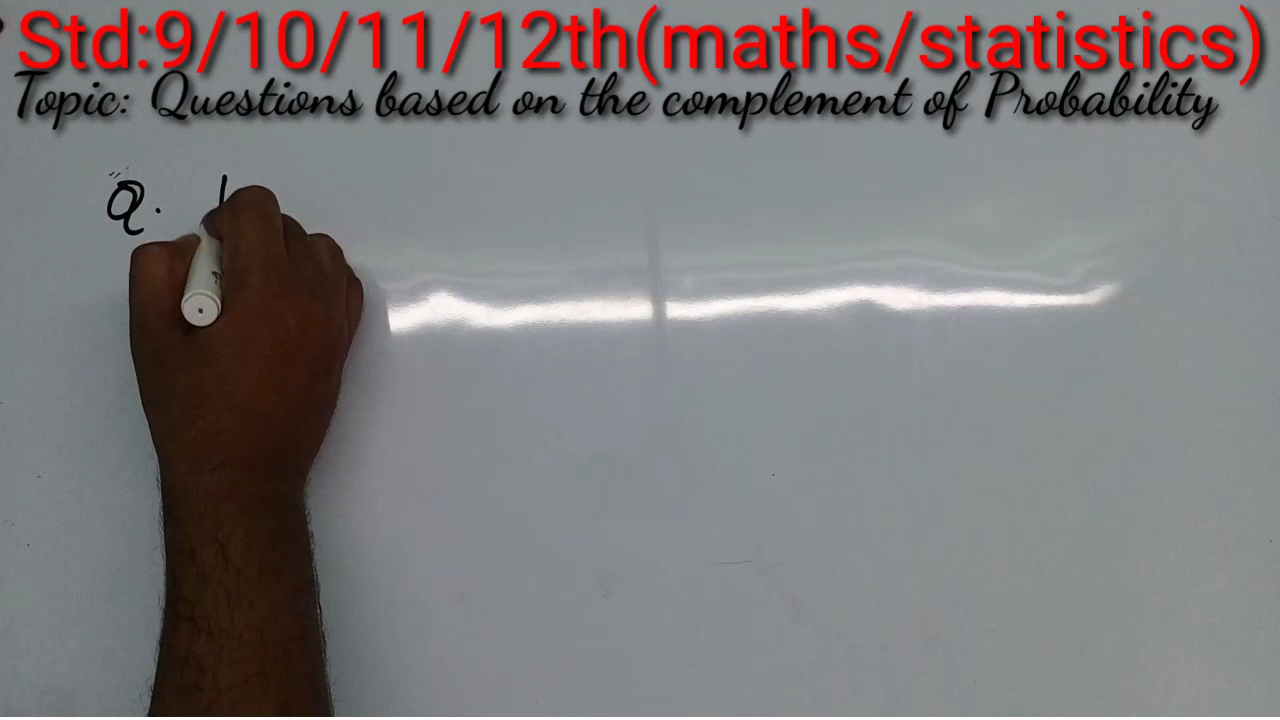 Std:9/10/11/12th(maths/statistics)
Topic: Questions based on the complement of Probability
Q.